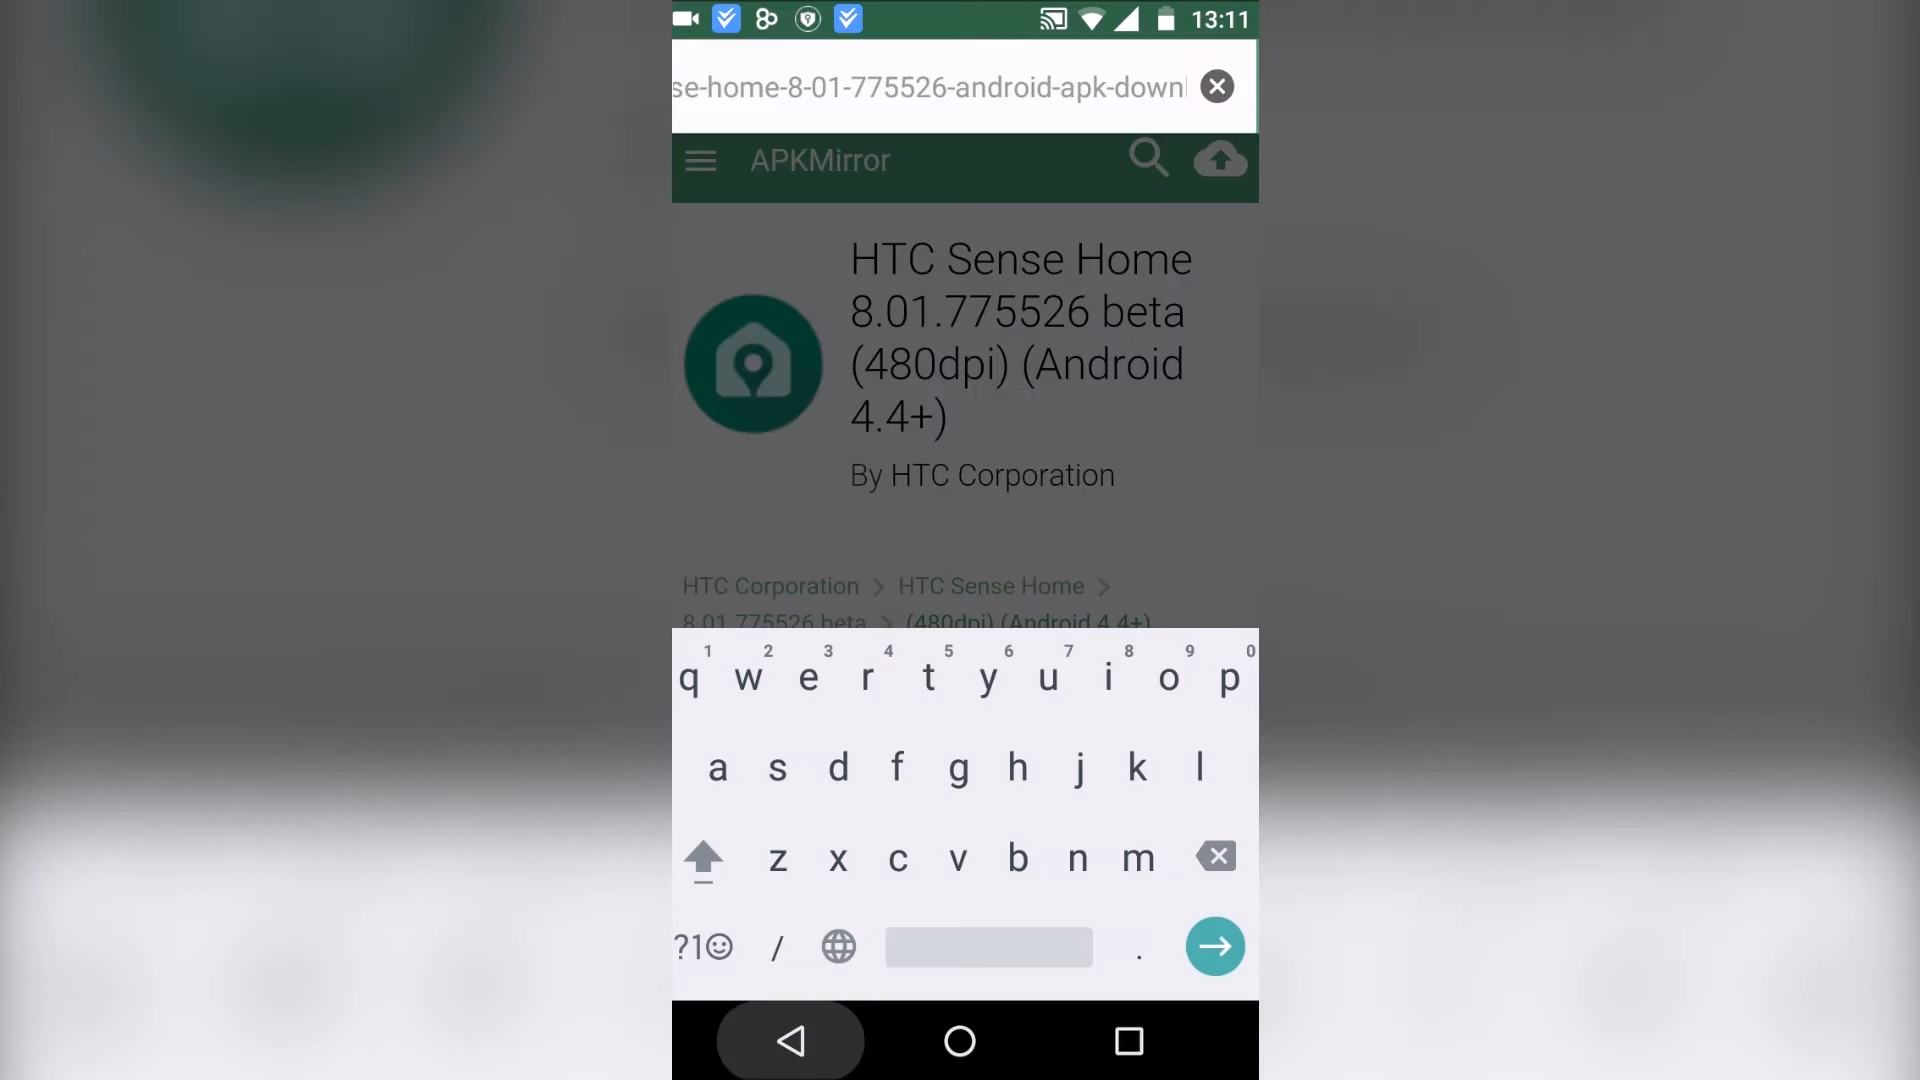 13:11
se-home-8-01-775526-android-apk-downl
APKMirror
HTC Sense Home
8.01.775526 beta
(480dpi) (Android
4.4+)
By HTC Corporation
HTC Corporation > HTC Sense Home >
8.01.775526 beta > (480dpi) (Android 4.4+)
1 2 3 4 5 6 7 8 9 0
q w e r t y u i o p
a s d f g h j k l
z x c v b n m
?1☺ / .